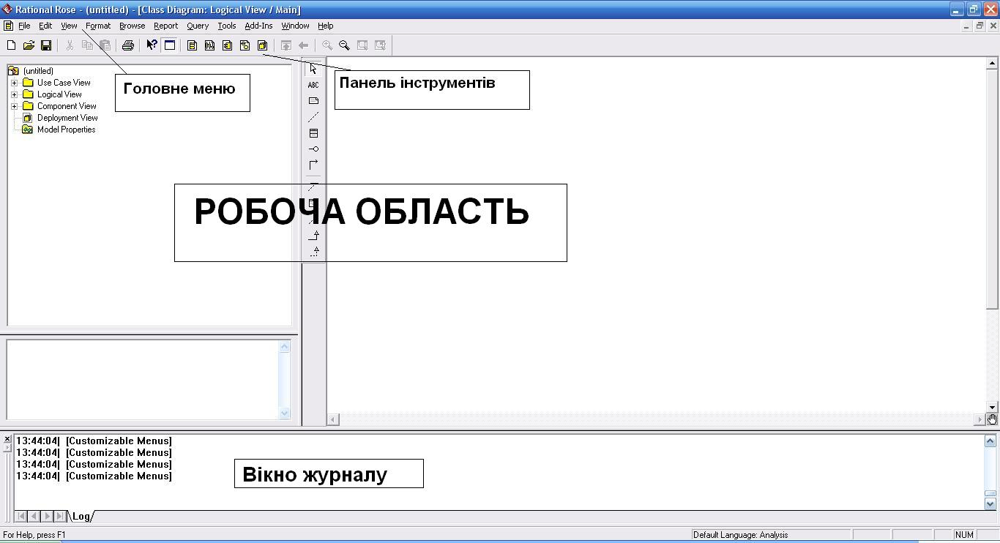 Rational Rose - (untitled) - [Class Diagram: Logical View / Main]
File Edit View Format Browse Report Query Tools Add-Ins Window Help
(untitled)
Use Case View
Logical View
Component View
Deployment View
Model Properties
Головне меню
ABC
Панель інструментів
РОБОЧА ОБЛАСТЬ
13:44:04| [Customizable Menus]
13:44:04| [Customizable Menus]
13:44:04| [Customizable Menus]
13:44:04| [Customizable Menus]
Вікно журналу
Log
For Help, press F1
Default Language: Analysis
NUM